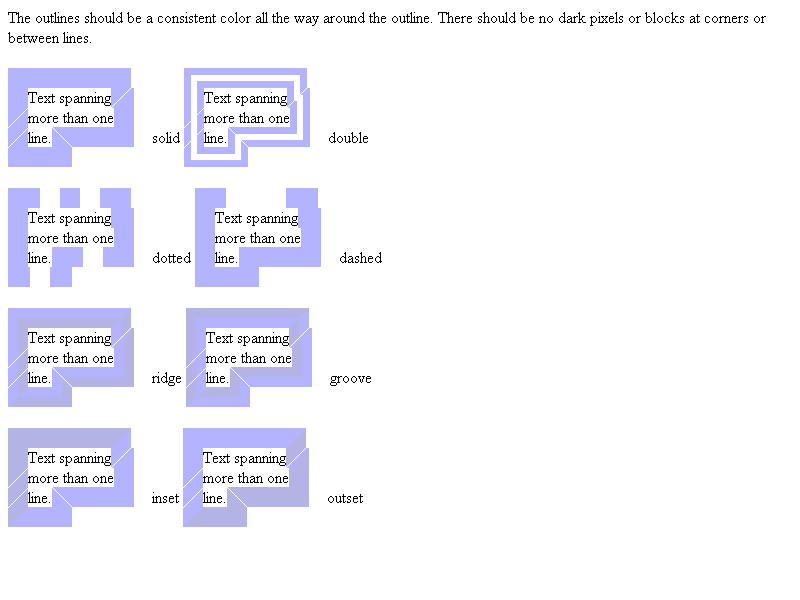 The outlines should be a consistent color all the way around the outline. There should be no dark pixels or blocks at corners or
between lines.
Text spanning
more than one
line.
solid
Text spanning
more than one
line.
double
Text spanning
more than one
line.
dotted
Text spanning
more than one
line.
dashed
Text spanning
more than one
line.
ridge
Text spanning
more than one
line.
groove
Text spanning
more than one
line.
inset
Text spanning
more than one
line.
outset